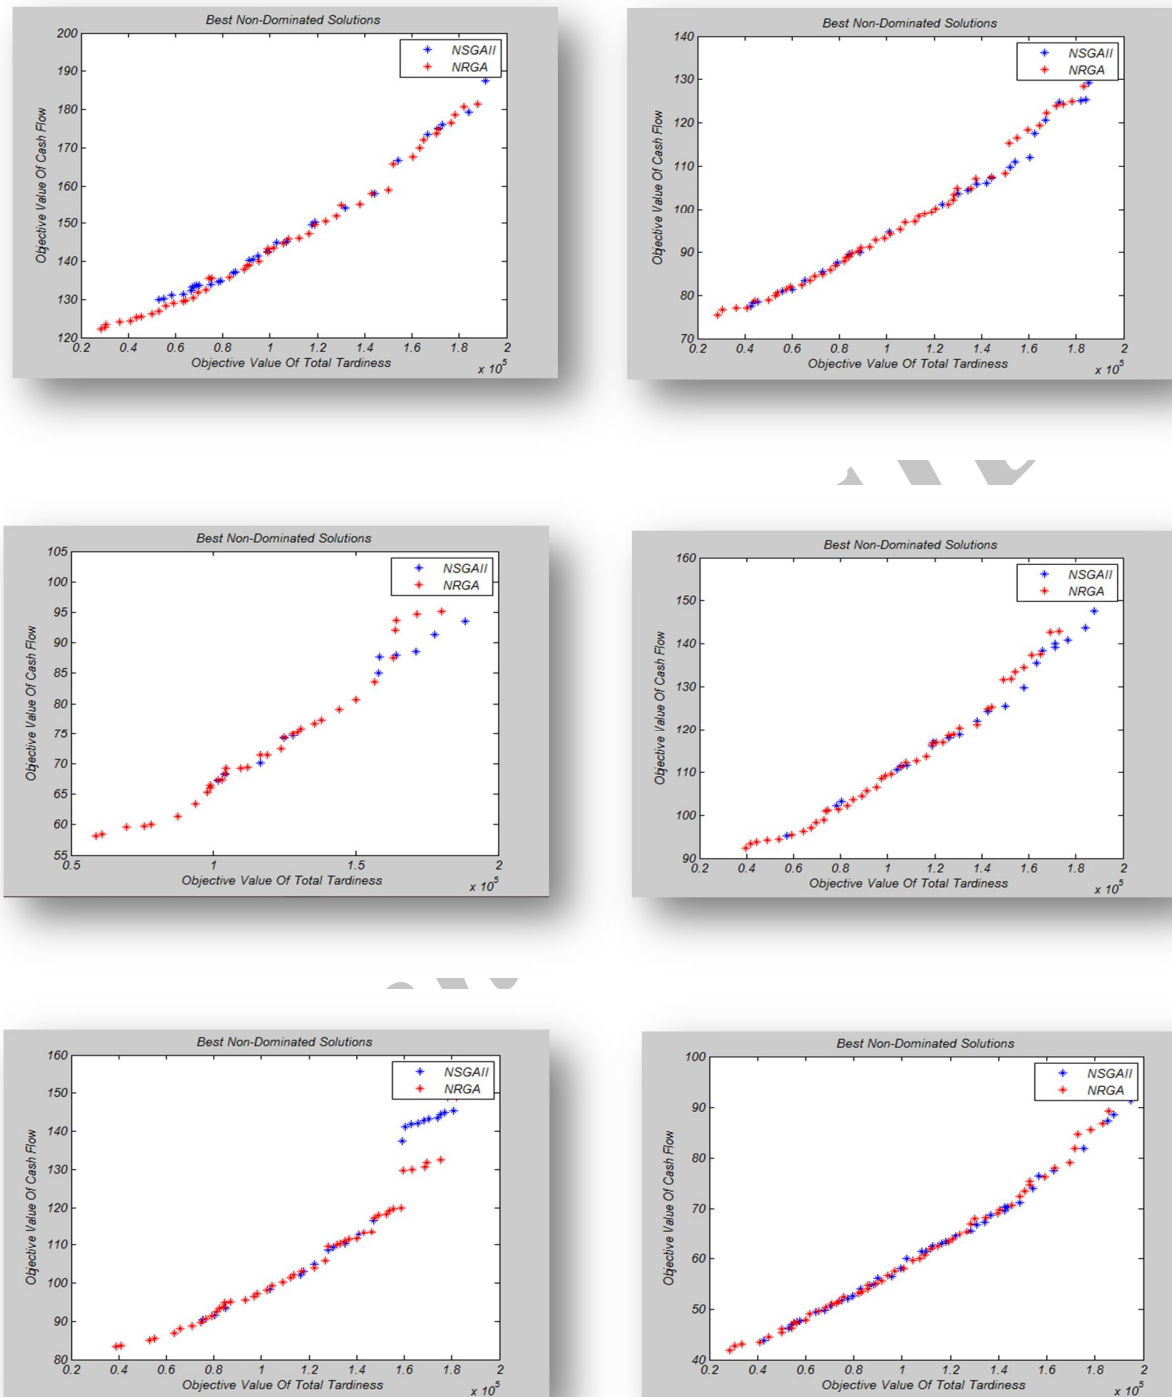 Best Non-Dominated Solutions
NSGAII
NRGA
Objective Value Of Cash Flow
200
190
180
170
160
150
140
130
120
0.2 0.4 0.6 0.8 1 1.2 1.4 1.6 1.8 2
Objective Value Of Total Tardiness
x 10^5
Best Non-Dominated Solutions
NSGAII
NRGA
Objective Value Of Cash Flow
140
130
120
110
100
90
80
70
0.2 0.4 0.6 0.8 1 1.2 1.4 1.6 1.8 2
Objective Value Of Total Tardiness
x 10^5
Best Non-Dominated Solutions
NSGAII
NRGA
Objective Value Of Cash Flow
105
100
95
90
85
80
75
70
65
60
55
0.5 1 1.5 2
Objective Value Of Total Tardiness
x 10^5
Best Non-Dominated Solutions
NSGAII
NRGA
Objective Value Of Cash Flow
160
150
140
130
120
110
100
90
0.2 0.4 0.6 0.8 1 1.2 1.4 1.6 1.8 2
Objective Value Of Total Tardiness
x 10^5
Best Non-Dominated Solutions
NSGAII
NRGA
Objective Value Of Cash Flow
160
150
140
130
120
110
100
90
80
0.2 0.4 0.6 0.8 1 1.2 1.4 1.6 1.8 2
Objective Value Of Total Tardiness
x 10^5
Best Non-Dominated Solutions
NSGAII
NRGA
Objective Value Of Cash Flow
100
90
80
70
60
50
40
0.2 0.4 0.6 0.8 1 1.2 1.4 1.6 1.8 2
Objective Value Of Total Tardiness
x 10^5